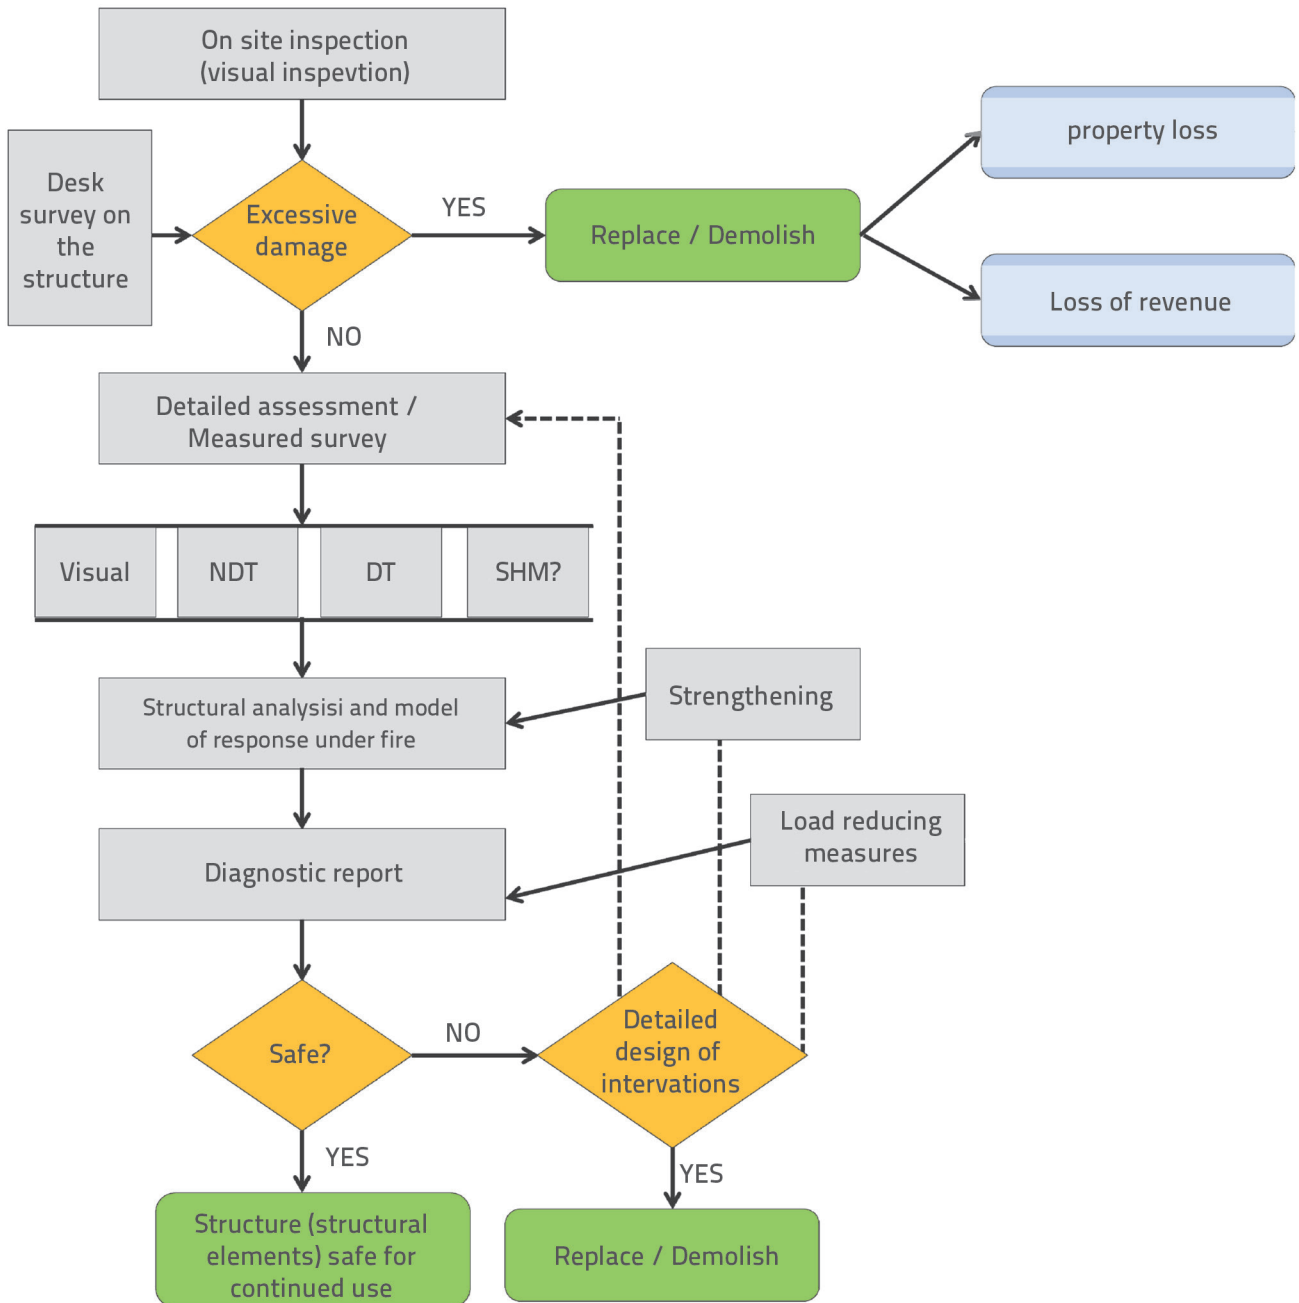 On site inspection
(visual inspevtion)
Desk
survey on
the
structure
Excessive
damage
YES
Replace / Demolish
property loss
Loss of revenue
NO
Detailed assessment /
Measured survey
Visual
NDT
DT
SHM?
Structural analysisi and model
of response under fire
Strengthening
Load reducing
measures
Diagnostic report
Safe?
NO
Detailed
design of
intervations
YES
YES
Structure (structural
elements) safe for
continued use
Replace / Demolish